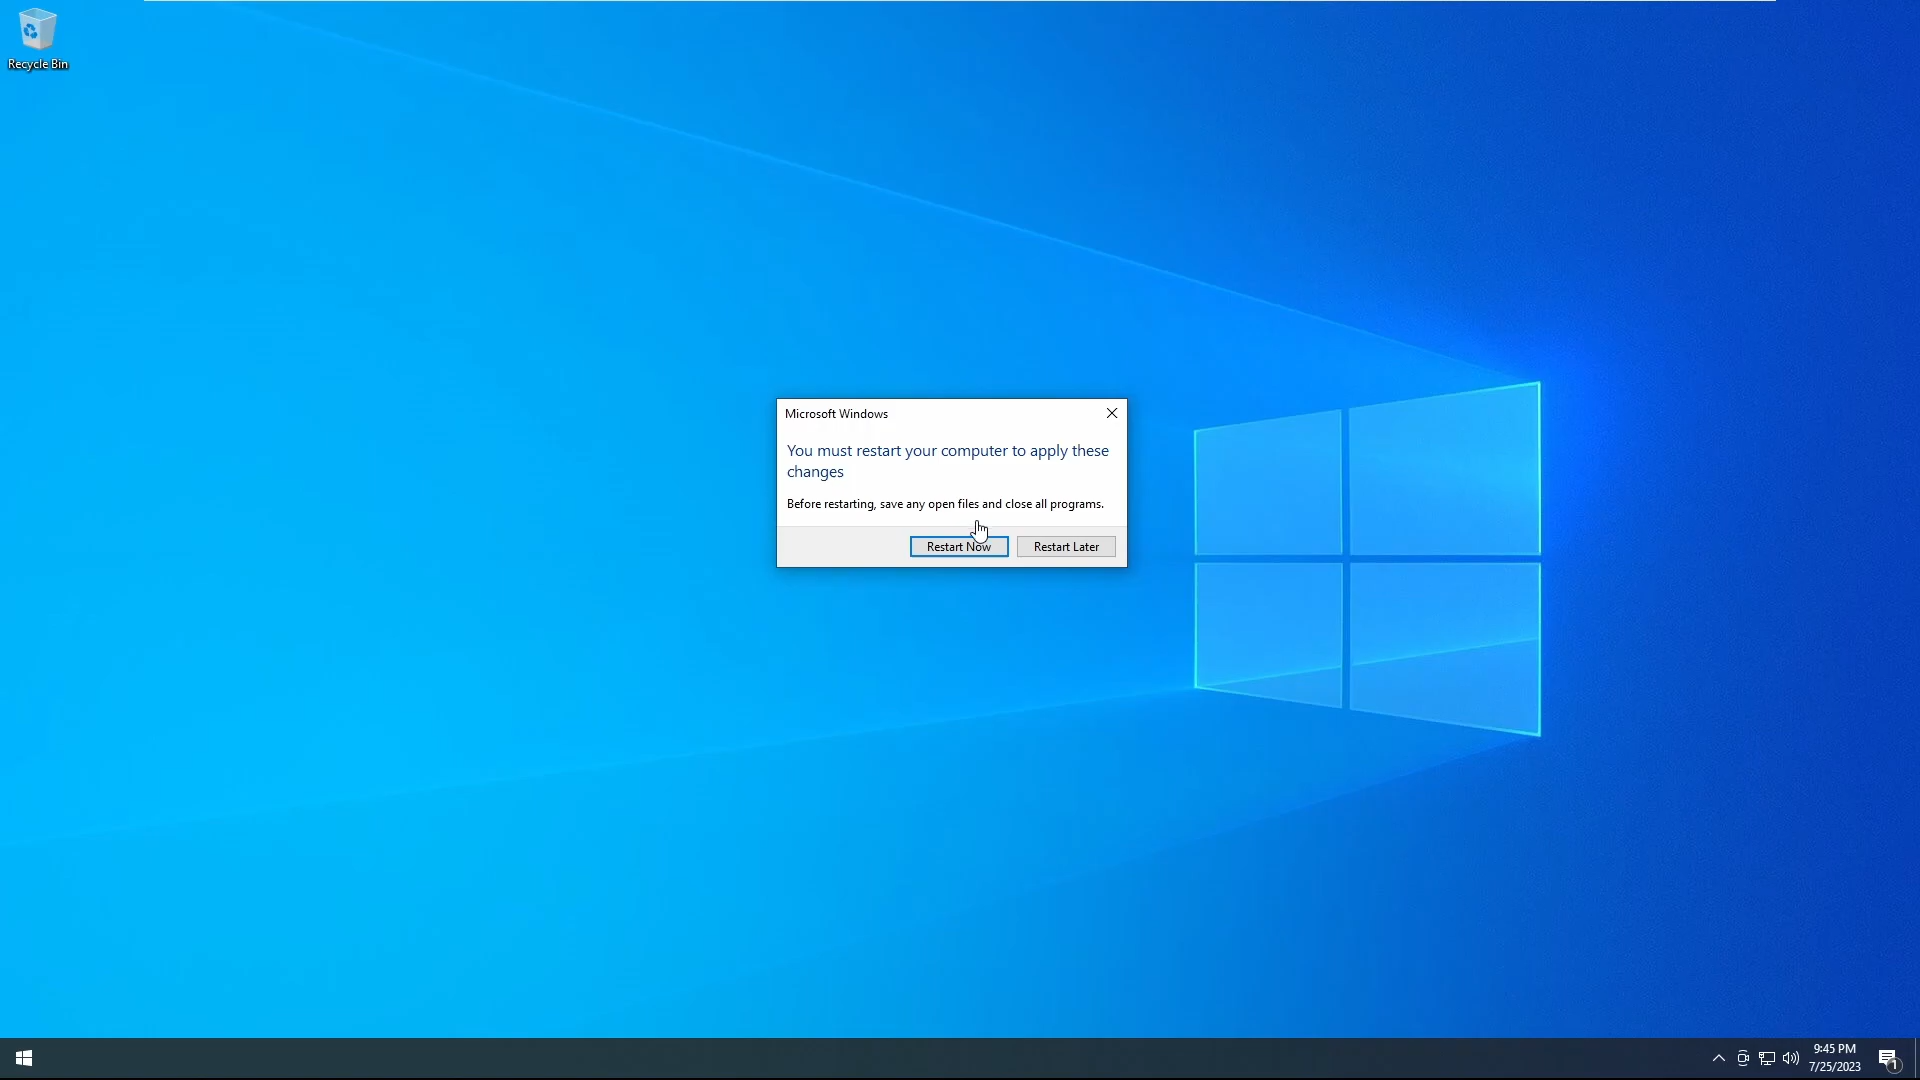 Recycle Bin
Microsoft Windows
You must restart your computer to apply these
changes
Before restarting, save any open files and close all programs.
Restart Now
Restart Later
9:45 PM
7/25/2023
1